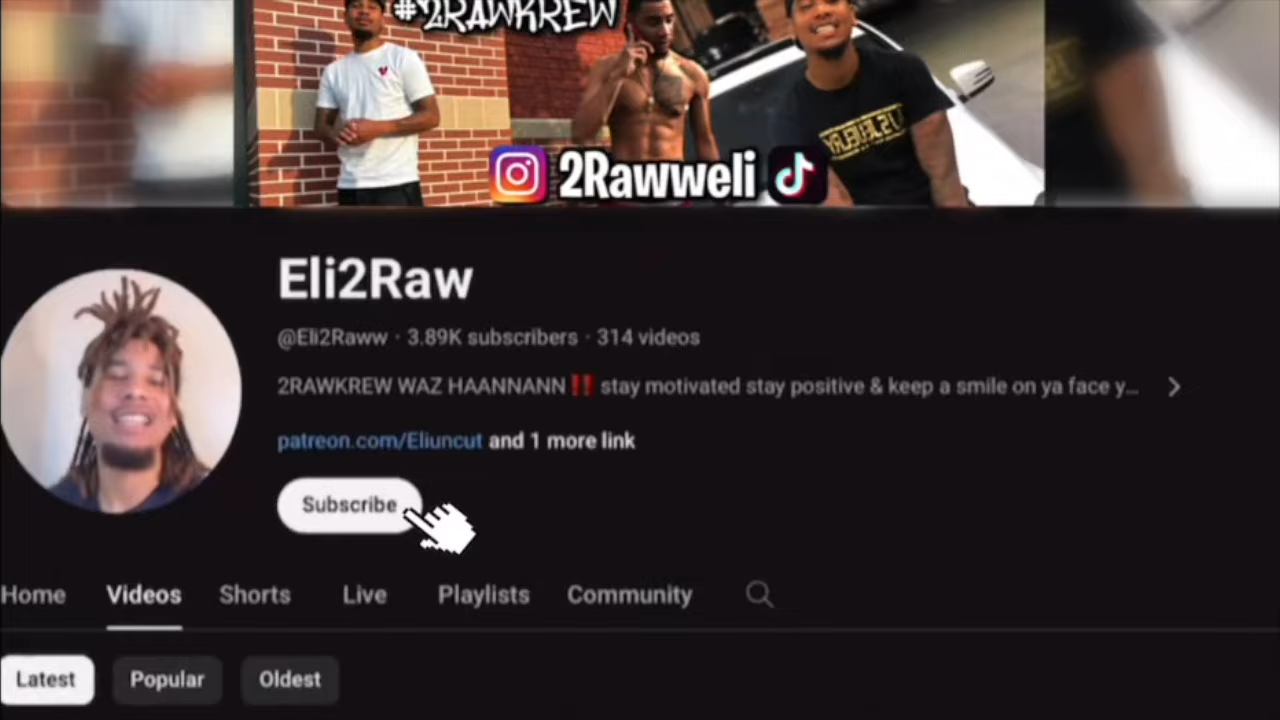 #2RAWKREW
2Rawweli
Eli2Raw
@Eli2Raww · 3.89K subscribers · 314 videos
2RAWKREW WAZ HAANNANN‼️ stay motivated stay positive & keep a smile on ya face y...
patreon.com/Eliuncut and 1 more link
Subscribe
Home Videos Shorts Live Playlists Community
Latest Popular Oldest